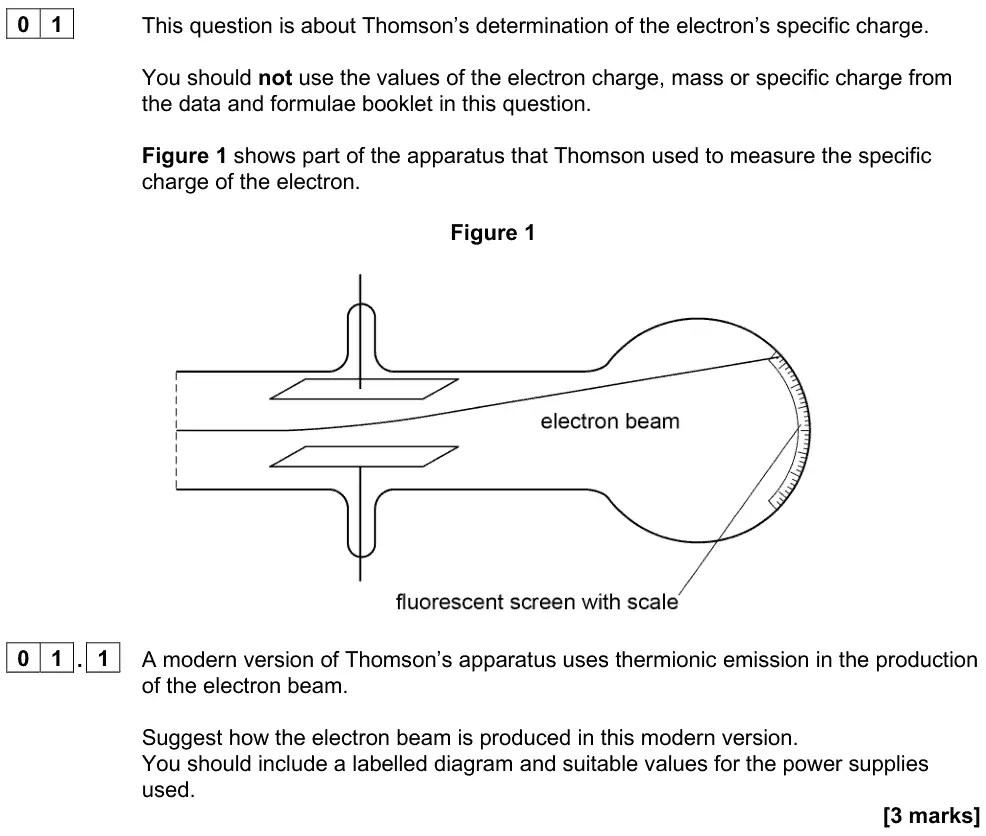 0 1 This question is about Thomson’s determination of the electron’s specific charge.
You should not use the values of the electron charge, mass or specific charge from
the data and formulae booklet in this question.
Figure 1 shows part of the apparatus that Thomson used to measure the specific
charge of the electron.
Figure 1
electron beam
fluorescent screen with scale
0 1 . 1 A modern version of Thomson’s apparatus uses thermionic emission in the production
of the electron beam.
Suggest how the electron beam is produced in this modern version.
You should include a labelled diagram and suitable values for the power supplies
used.
[3 marks]